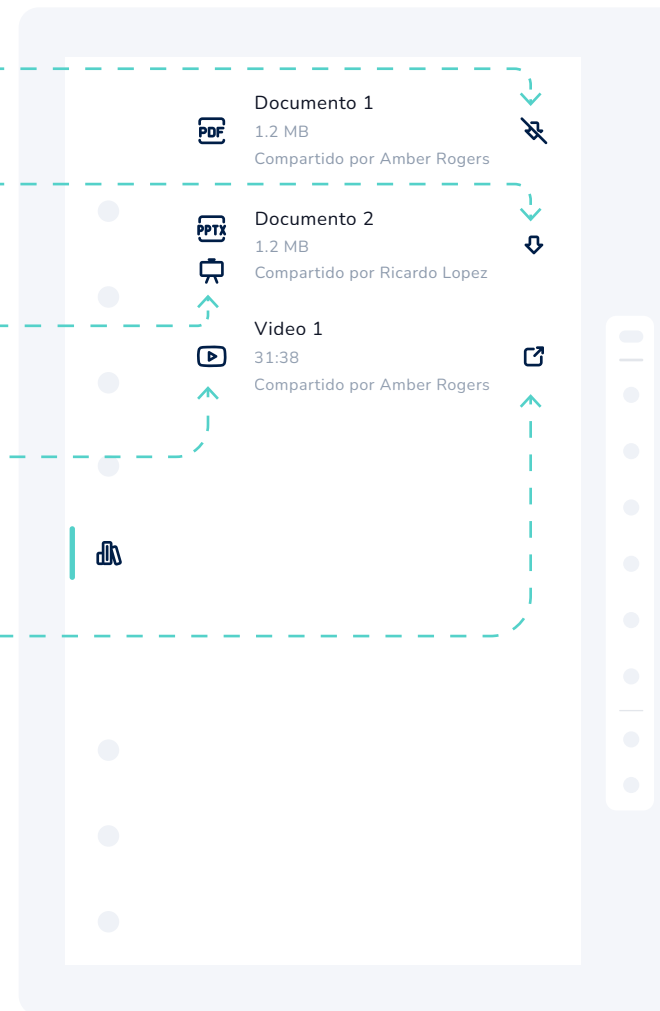 Documento 1
PDF
1.2 MB
Compartido por Amber Rogers
Documento 2
PPTX
1.2 MB
Compartido por Ricardo Lopez
Video 1
31:38
Compartido por Amber Rogers